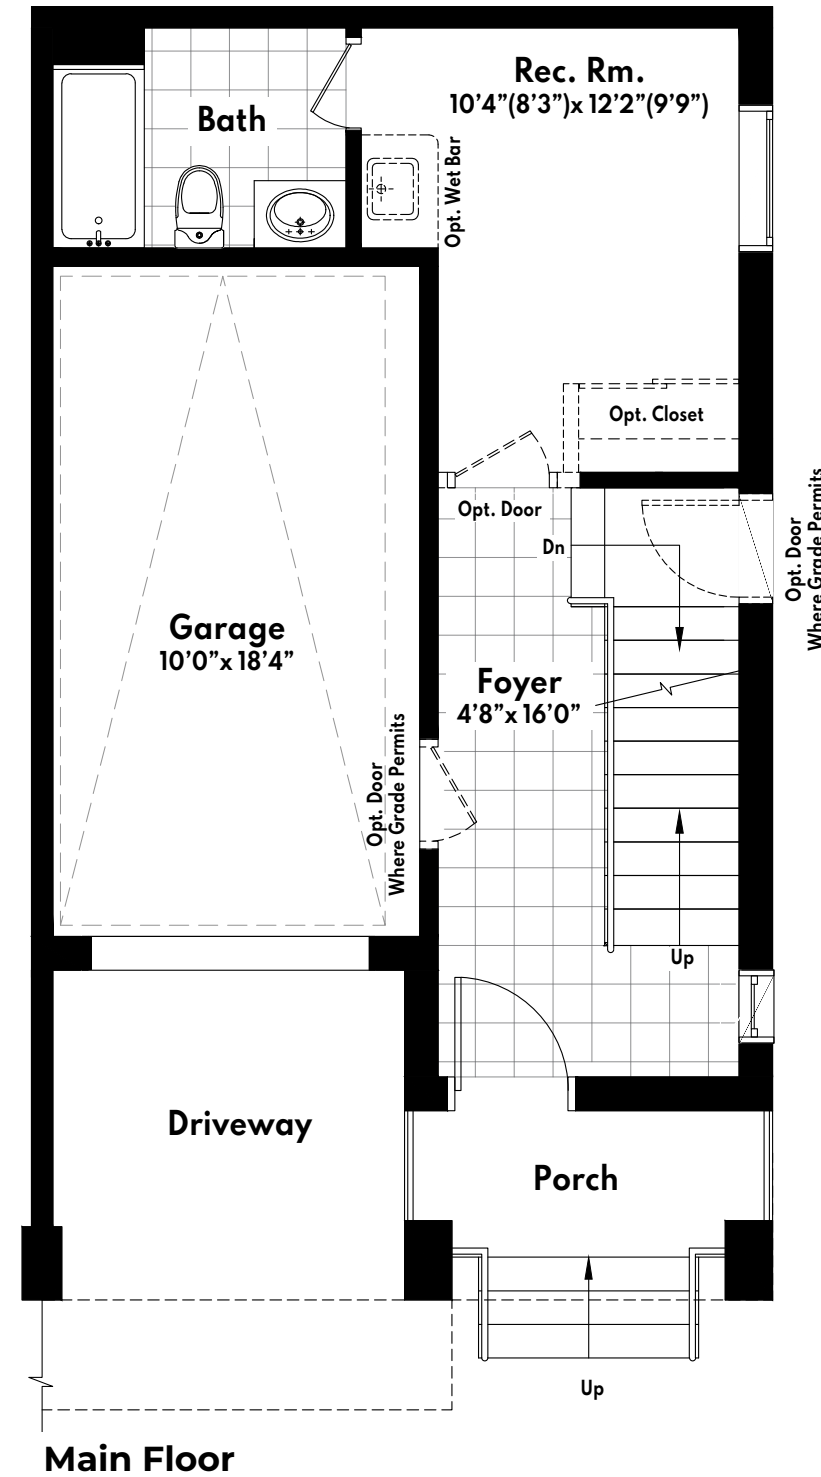 Rec. Rm.
10’4”(8’3”)x 12’2”(9’9”)
Bath
Opt. Wet Bar
Opt. Closet
Opt. Door
Dn
Opt. Door
Where Grade Permits
Garage
10’0”x 18’4”
Foyer
4’8”x 16’0”
Opt. Door
Where Grade Permits
Up
Driveway
Porch
Up
Main Floor